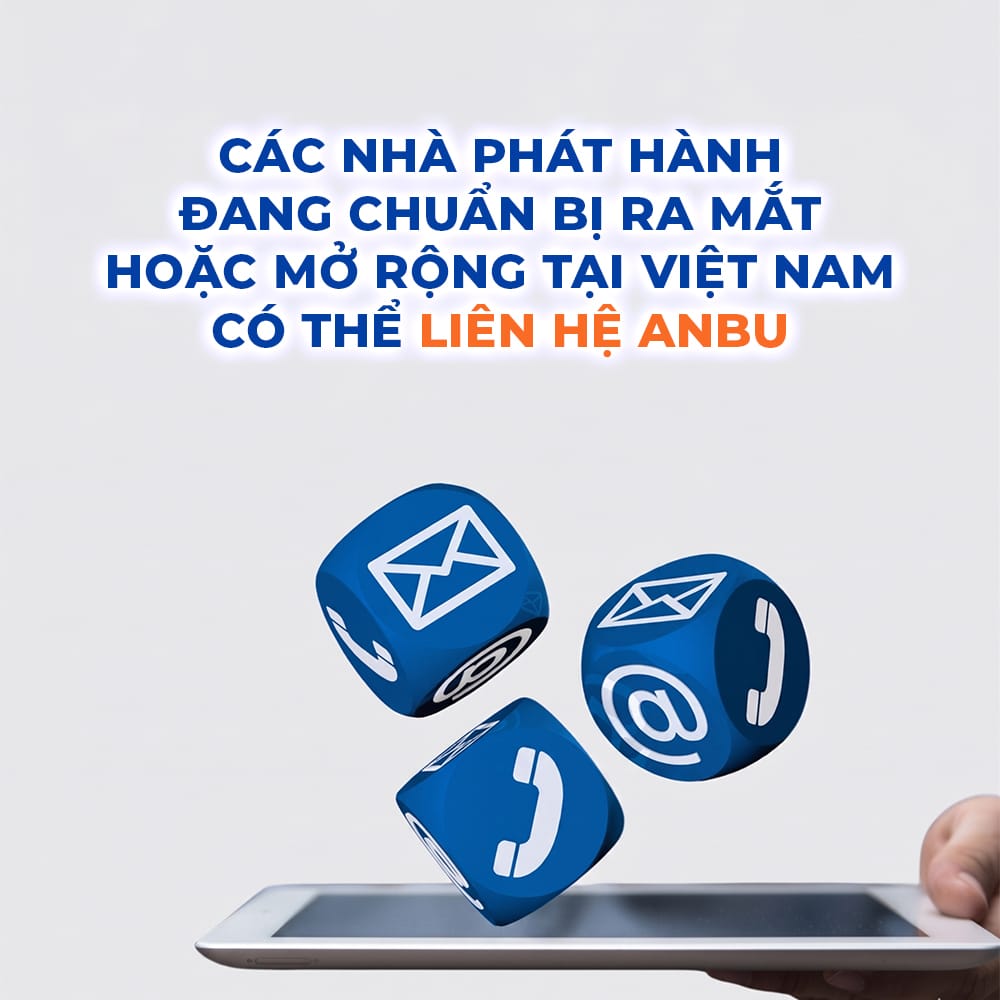 CÁC NHÀ PHÁT HÀNH
ĐANG CHUẨN BỊ RA MẮT
HOẶC MỞ RỘNG TẠI VIỆT NAM
CÓ THỂ LIÊN HỆ ANBU